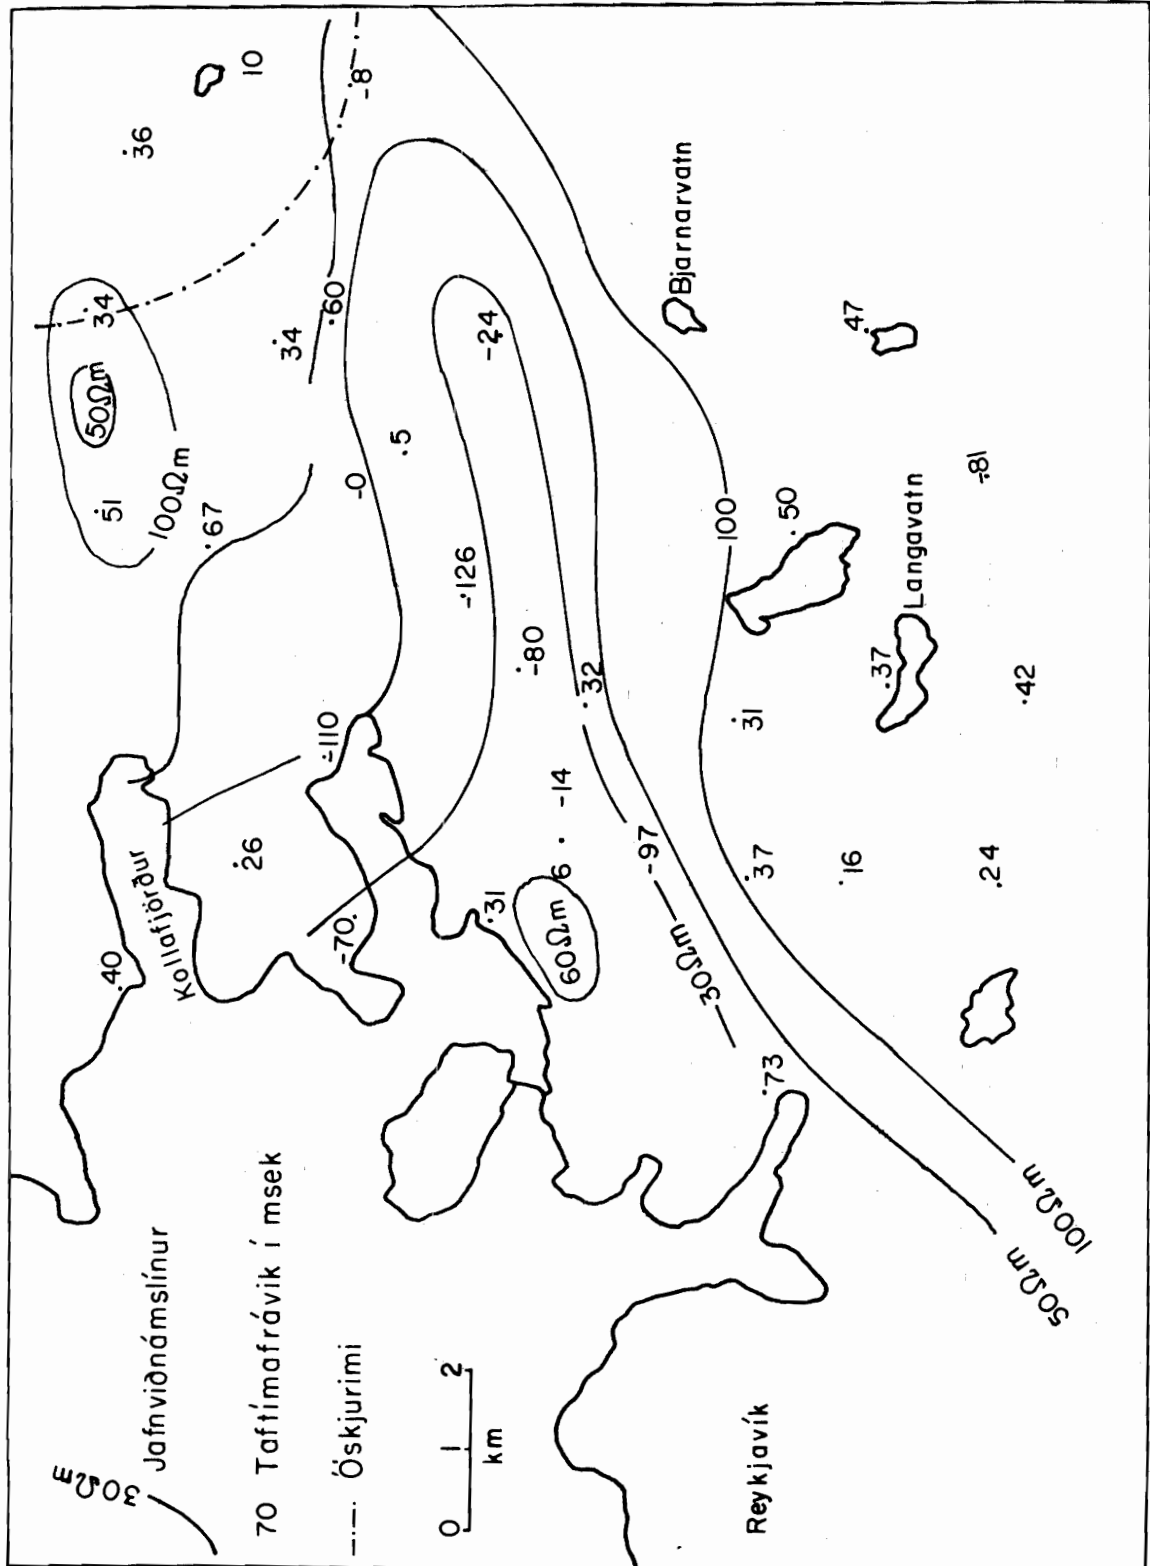 30Ωm
Jafnviðnámslínur
70 Taftímafrávik í msek
Öskjurimi
0 1 2
km
Reykjavík
40
Kollafjörður
51
50Ωm
34
36
10
100Ωm
67
26
-110
34
60
-8
-70
-0
5
31
-126
-24
60Ωm
6
-14
-80
32
-97
30Ωm
73
Bjarnarvatn
100
37
31
50
16
47
37
Langavatn
24
42
-81
50Ωm
100Ωm